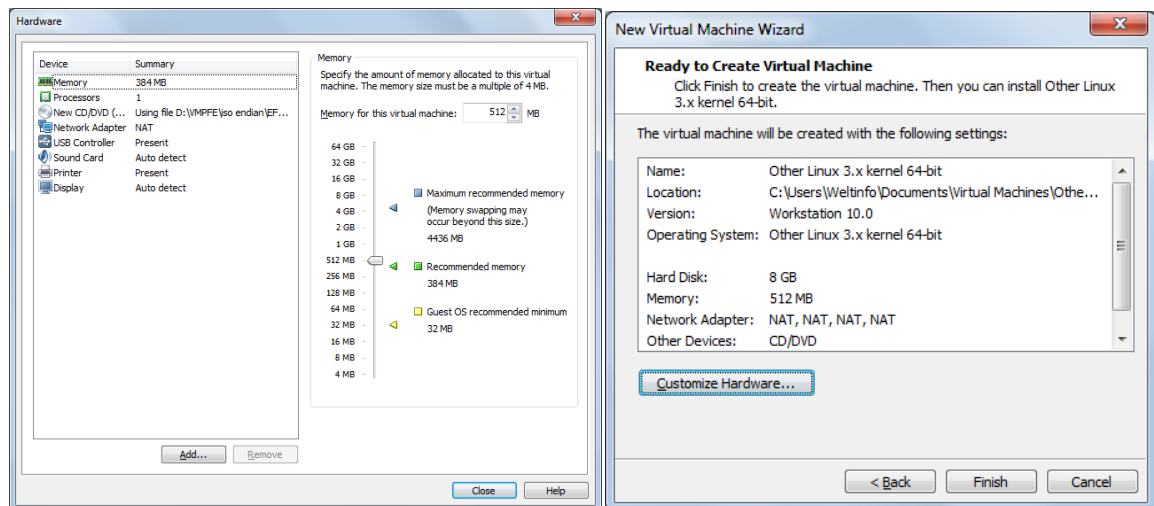 Hardware
Device Summary
Memory 384 MB
Processors 1
New CD/DVD (... Using file D:\VMPFE\iso endian\EF...
Network Adapter NAT
USB Controller Present
Sound Card Auto detect
Printer Present
Display Auto detect
Add... Remove
Memory
Specify the amount of memory allocated to this virtual
machine. The memory size must be a multiple of 4 MB.
Memory for this virtual machine: 512 MB
64 GB
32 GB
16 GB
8 GB
4 GB
2 GB
1 GB
512 MB
256 MB
128 MB
64 MB
32 MB
16 MB
8 MB
4 MB
Maximum recommended memory
(Memory swapping may
occur beyond this size.)
4436 MB
Recommended memory
384 MB
Guest OS recommended minimum
32 MB
Close Help
New Virtual Machine Wizard
Ready to Create Virtual Machine
Click Finish to create the virtual machine. Then you can install Other Linux
3.x kernel 64-bit.
The virtual machine will be created with the following settings:
Name: Other Linux 3.x kernel 64-bit
Location: C:\Users\Weltinfo\Documents\Virtual Machines\Othe...
Version: Workstation 10.0
Operating System: Other Linux 3.x kernel 64-bit
Hard Disk: 8 GB
Memory: 512 MB
Network Adapter: NAT, NAT, NAT, NAT
Other Devices: CD/DVD
Customize Hardware...
< Back Finish Cancel